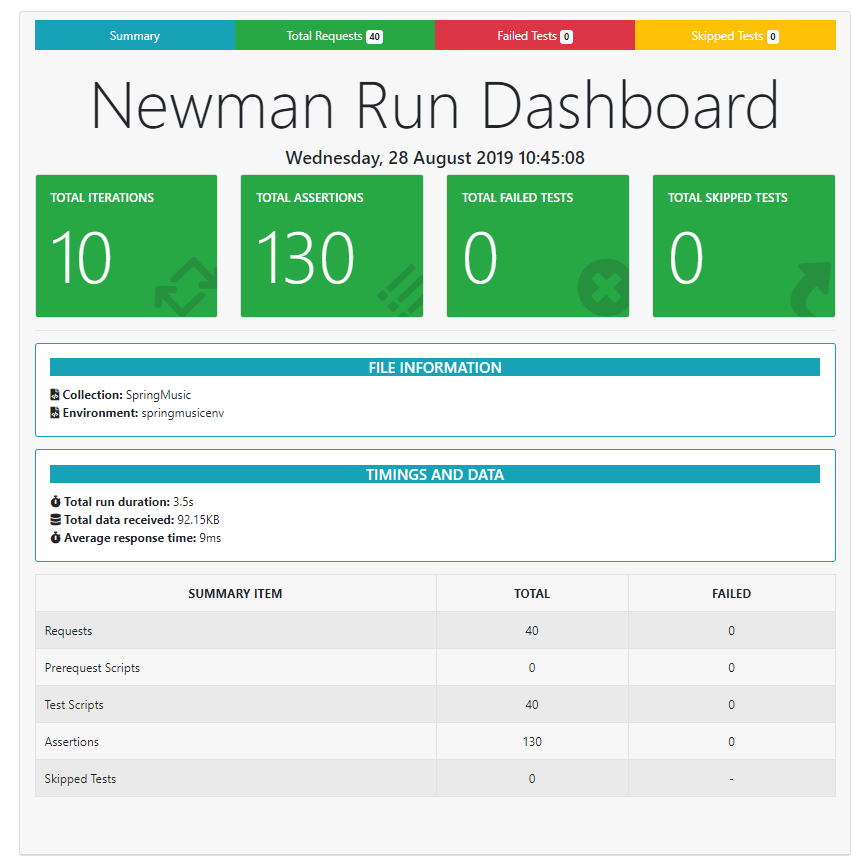 Summary Total Requests 40 Failed Tests 0 Skipped Tests 0
Newman Run Dashboard
Wednesday, 28 August 2019 10:45:08
TOTAL ITERATIONS TOTAL ASSERTIONS TOTAL FAILED TESTS TOTAL SKIPPED TESTS
10 130 0 0
FILE INFORMATION
Collection: SpringMusic
Environment: springmusicenv
TIMINGS AND DATA
Total run duration: 3.5s
Total data received: 92.15KB
Average response time: 9ms
SUMMARY ITEM TOTAL FAILED
Requests 40 0
Prerequest Scripts 0 0
Test Scripts 40 0
Assertions 130 0
Skipped Tests 0 -